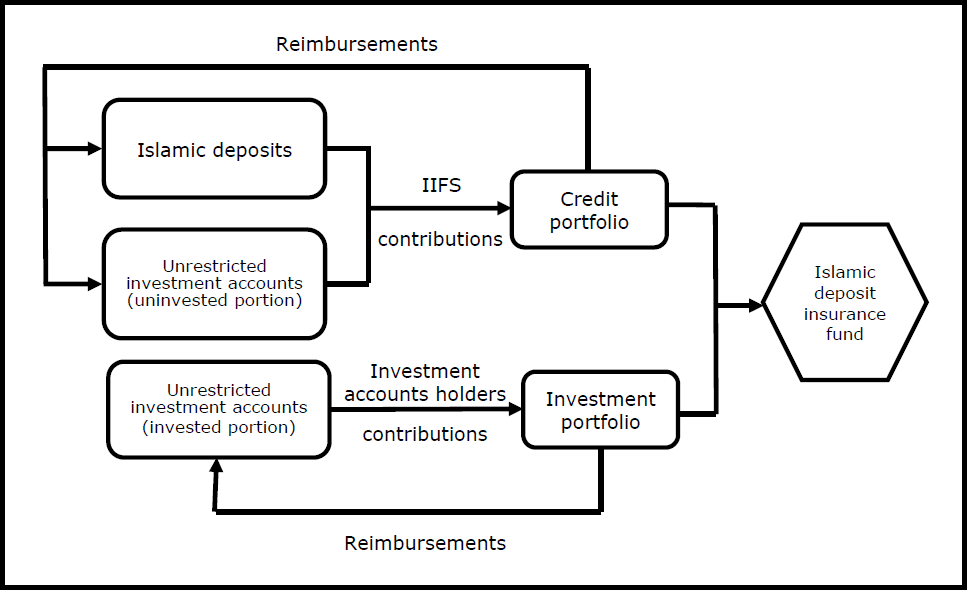 Reimbursements
Islamic deposits
IIFS
contributions
Credit
portfolio
Unrestricted
investment accounts
(uninvested portion)
Islamic
deposit
insurance
fund
Unrestricted
investment accounts
(invested portion)
Investment
accounts holders
contributions
Investment
portfolio
Reimbursements